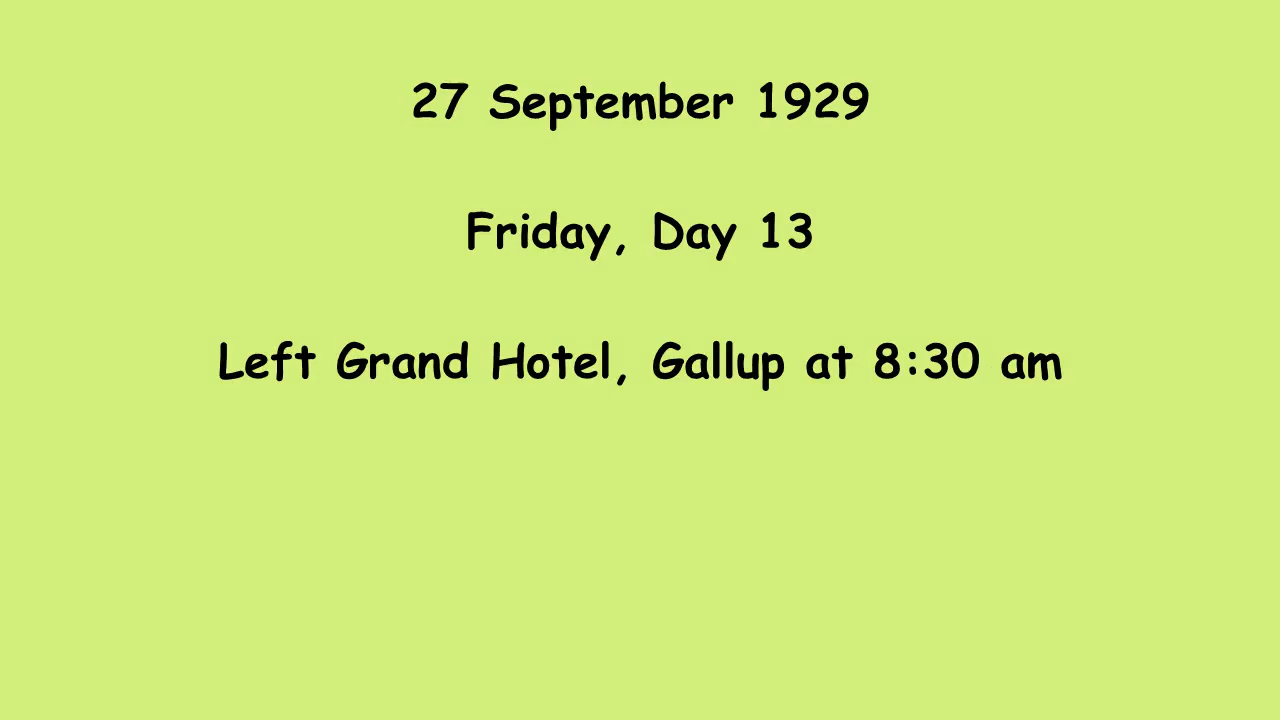 27 September 1929
Friday, Day 13
Left Grand Hotel, Gallup at 8:30 am